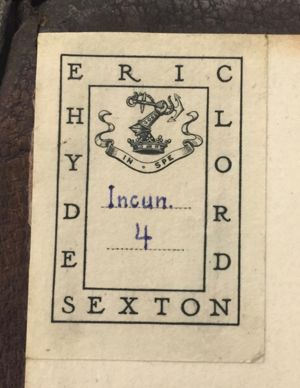 ERIC
HYDE
LORD
SEXTON
IN · SPE
Incun.
4